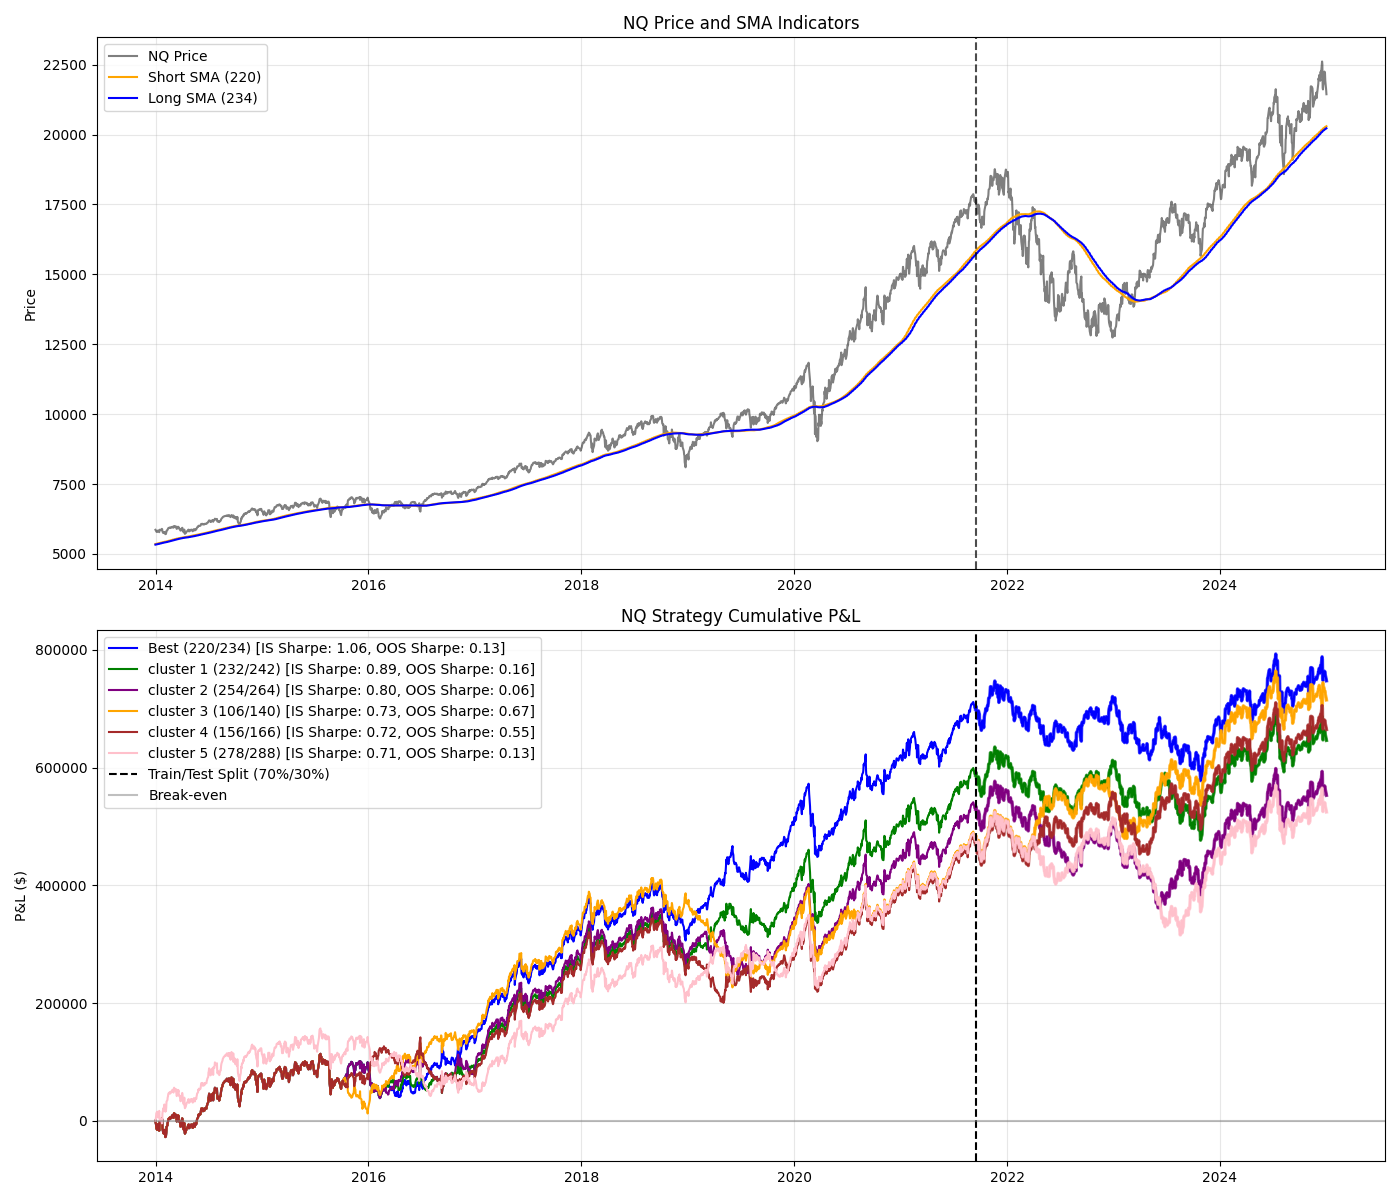 NQ Price and SMA Indicators
NQ Price
Short SMA (220)
Long SMA (234)
Price
22500
20000
17500
15000
12500
10000
7500
5000
2014
2016
2018
2020
2022
2024
NQ Strategy Cumulative P&L
Best (220/234) [IS Sharpe: 1.06, OOS Sharpe: 0.13]
cluster 1 (232/242) [IS Sharpe: 0.89, OOS Sharpe: 0.16]
cluster 2 (254/264) [IS Sharpe: 0.80, OOS Sharpe: 0.06]
cluster 3 (106/140) [IS Sharpe: 0.73, OOS Sharpe: 0.67]
cluster 4 (156/166) [IS Sharpe: 0.72, OOS Sharpe: 0.55]
cluster 5 (278/288) [IS Sharpe: 0.71, OOS Sharpe: 0.13]
Train/Test Split (70%/30%)
Break-even
P&L ($)
800000
600000
400000
200000
0
2014
2016
2018
2020
2022
2024